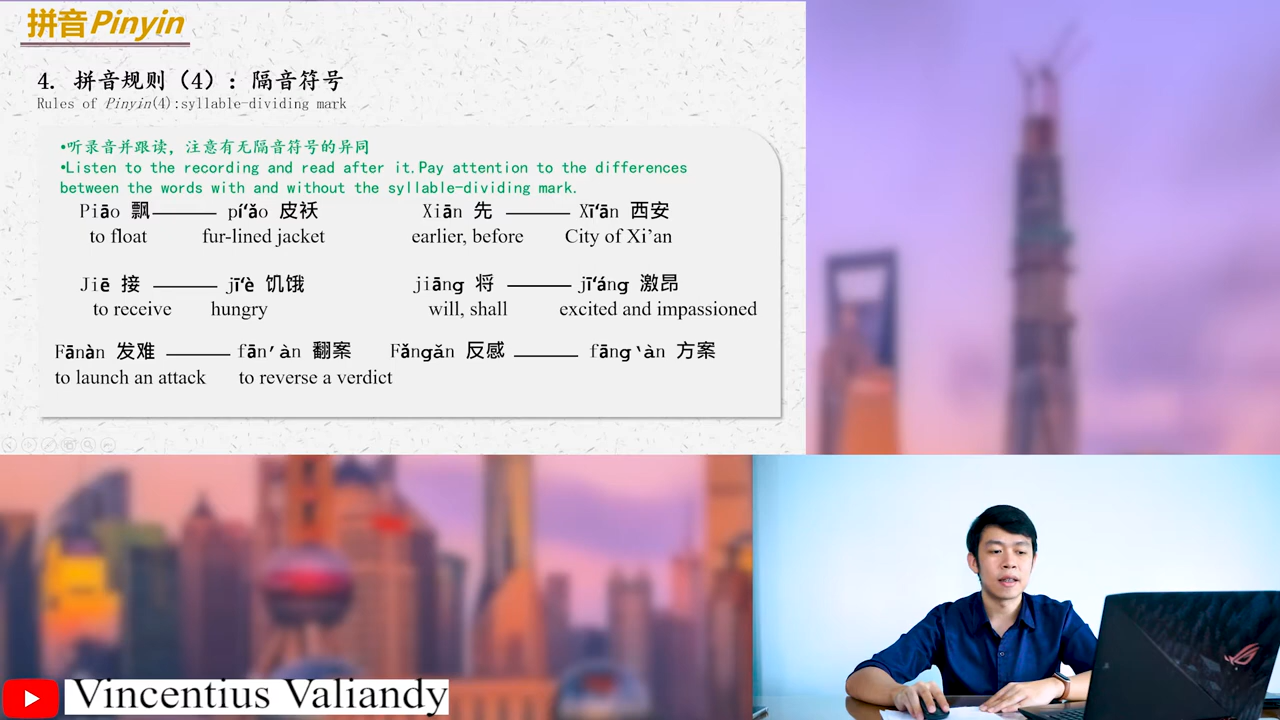 拼音Pinyin
4. 拼音规则（4）：隔音符号
Rules of Pinyin(4):syllable-dividing mark
•听录音并跟读，注意有无隔音符号的异同
•Listen to the recording and read after it.Pay attention to the differences
between the words with and without the syllable-dividing mark.
Piāo 飘——— pí‘ǎo 皮袄 Xiān 先 ——— Xī‘ān 西安
to float fur-lined jacket earlier, before City of Xi’an
Jiē 接 ——— jī‘è 饥饿 jiāng 将 ——— jī‘áng 激昂
to receive hungry will, shall excited and impassioned
Fānàn 发难 ——— fān’àn 翻案 Fǎngǎn 反感 ——— fāng‘àn 方案
to launch an attack to reverse a verdict
Vincentius Valiandy